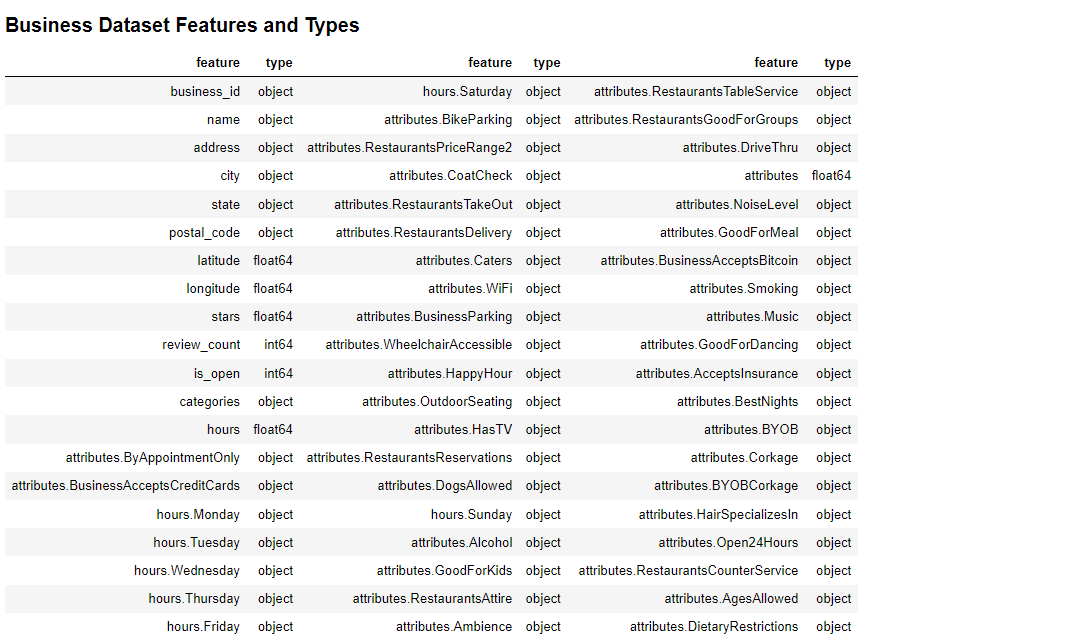 Business Dataset Features and Types
feature type feature type feature type
business_id object hours.Saturday object attributes.RestaurantsTableService object
name object attributes.BikeParking object attributes.RestaurantsGoodForGroups object
address object attributes.RestaurantsPriceRange2 object attributes.DriveThru object
city object attributes.CoatCheck object attributes float64
state object attributes.RestaurantsTakeOut object attributes.NoiseLevel object
postal_code object attributes.RestaurantsDelivery object attributes.GoodForMeal object
latitude float64 attributes.Caters object attributes.BusinessAcceptsBitcoin object
longitude float64 attributes.WiFi object attributes.Smoking object
stars float64 attributes.BusinessParking object attributes.Music object
review_count int64 attributes.WheelchairAccessible object attributes.GoodForDancing object
is_open int64 attributes.HappyHour object attributes.AcceptsInsurance object
categories object attributes.OutdoorSeating object attributes.BestNights object
hours float64 attributes.HasTV object attributes.BYOB object
attributes.ByAppointmentOnly object attributes.RestaurantsReservations object attributes.Corkage object
attributes.BusinessAcceptsCreditCards object attributes.DogsAllowed object attributes.BYOBCorkage object
hours.Monday object hours.Sunday object attributes.HairSpecializesIn object
hours.Tuesday object attributes.Alcohol object attributes.Open24Hours object
hours.Wednesday object attributes.GoodForKids object attributes.RestaurantsCounterService object
hours.Thursday object attributes.RestaurantsAttire object attributes.AgesAllowed object
hours.Friday object attributes.Ambience object attributes.DietaryRestrictions object